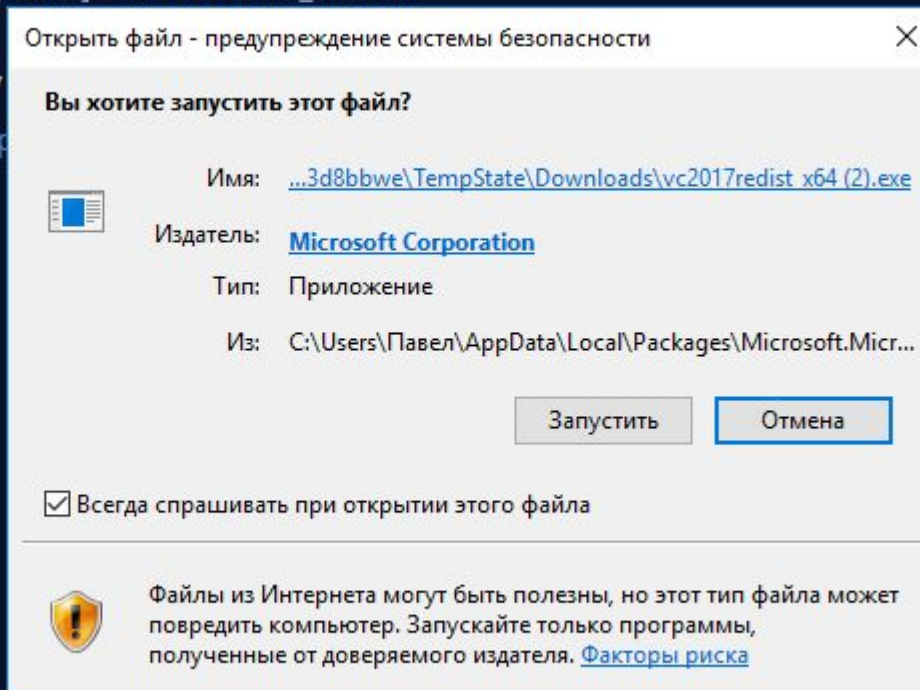 Открыть файл - предупреждение системы безопасности
Вы хотите запустить этот файл?
Имя: ...3d8bbwe\TempState\Downloads\vc2017redist_x64 (2).exe
Издатель: Microsoft Corporation
Тип: Приложение
Из: C:\Users\Павел\AppData\Local\Packages\Microsoft.Micr...
Запустить Отмена
Всегда спрашивать при открытии этого файла
Файлы из Интернета могут быть полезны, но этот тип файла может
повредить компьютер. Запускайте только программы,
полученные от доверяемого издателя. Факторы риска